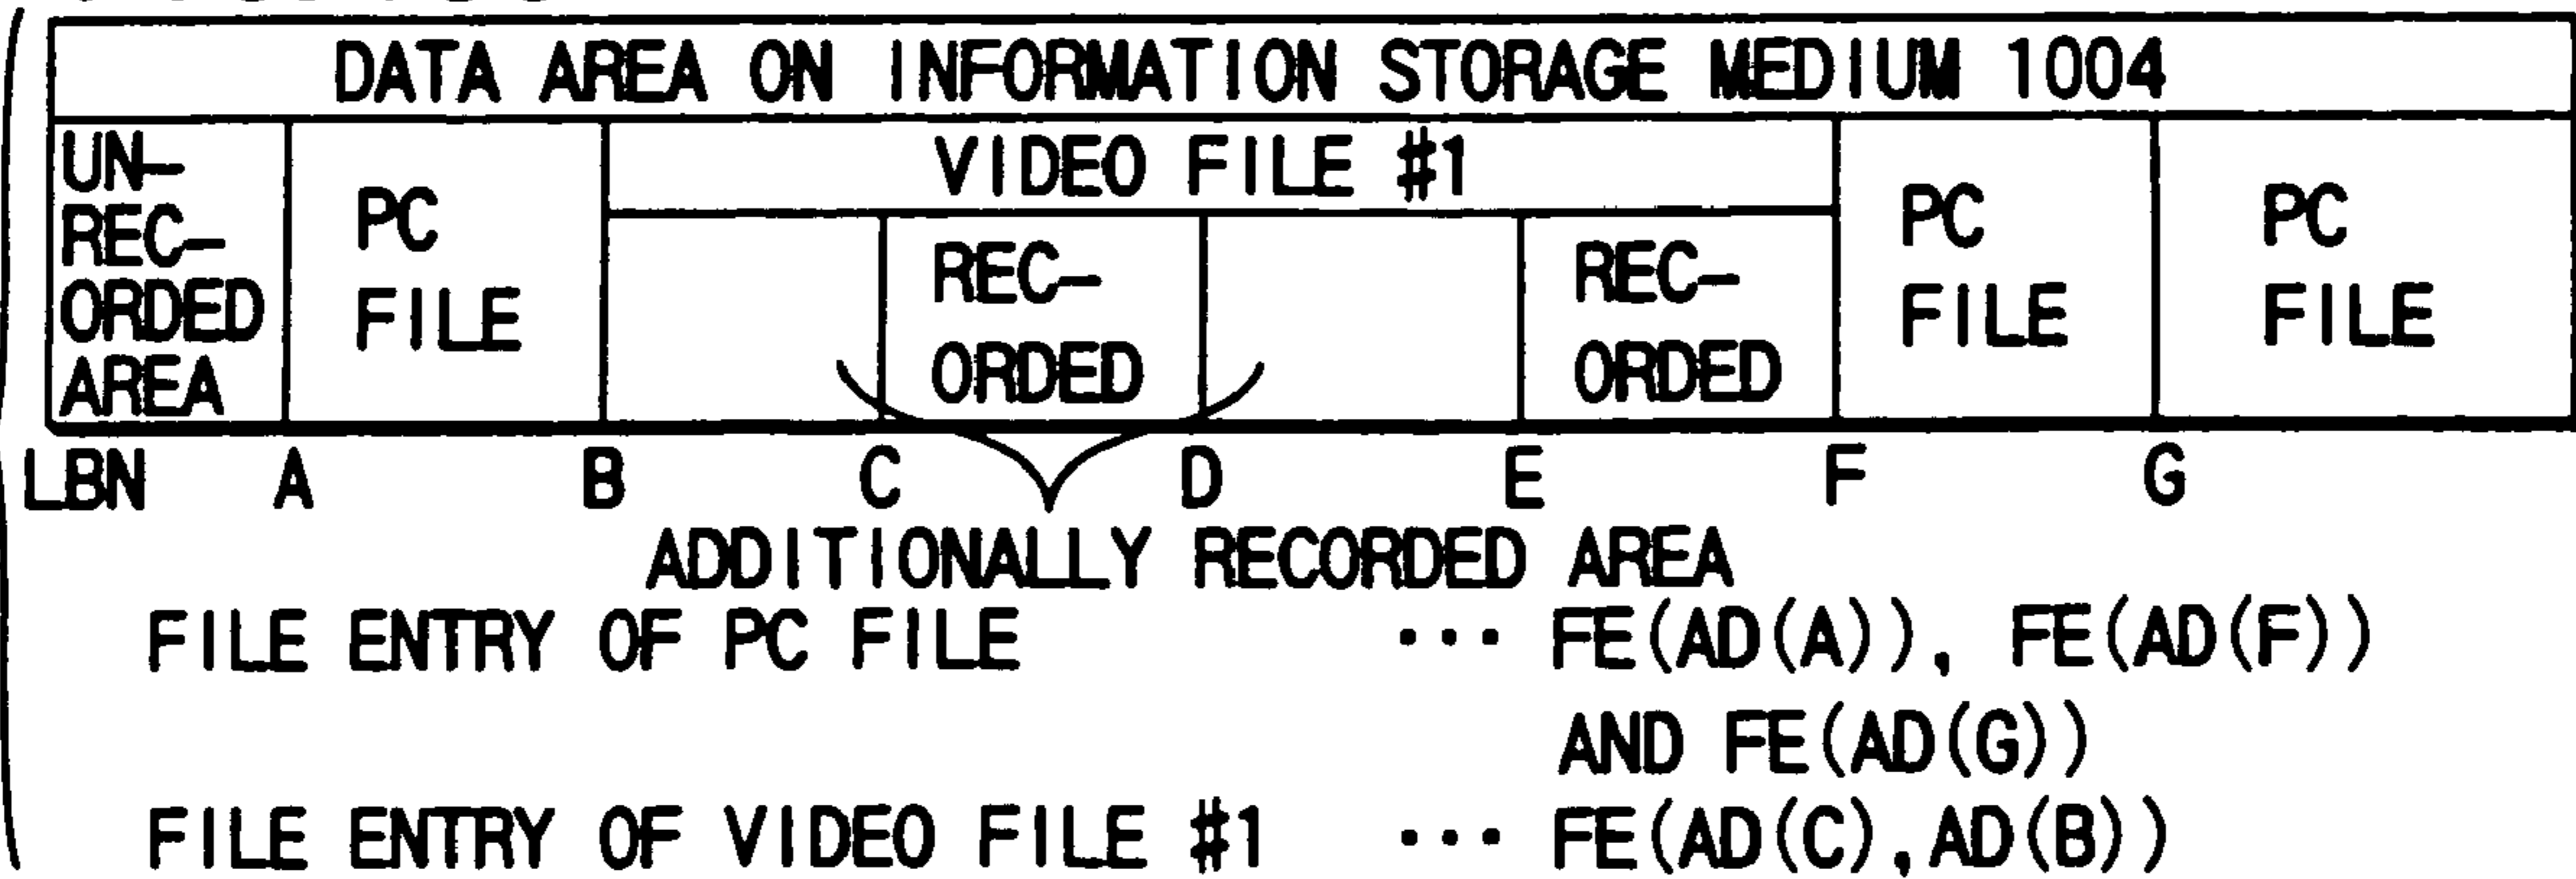 DATA AREA ON INFORMATION STORAGE MEDIUM 1004
UN-
REC-
ORDED
AREA
PC
FILE
VIDEO FILE #1
REC-
ORDED
REC-
ORDED
PC
FILE
PC
FILE
LBN A B C D E F G
ADDITIONALLY RECORDED AREA
FILE ENTRY OF PC FILE ··· FE(AD(A)), FE(AD(F))
AND FE(AD(G))
FILE ENTRY OF VIDEO FILE #1 ··· FE(AD(C),AD(B))